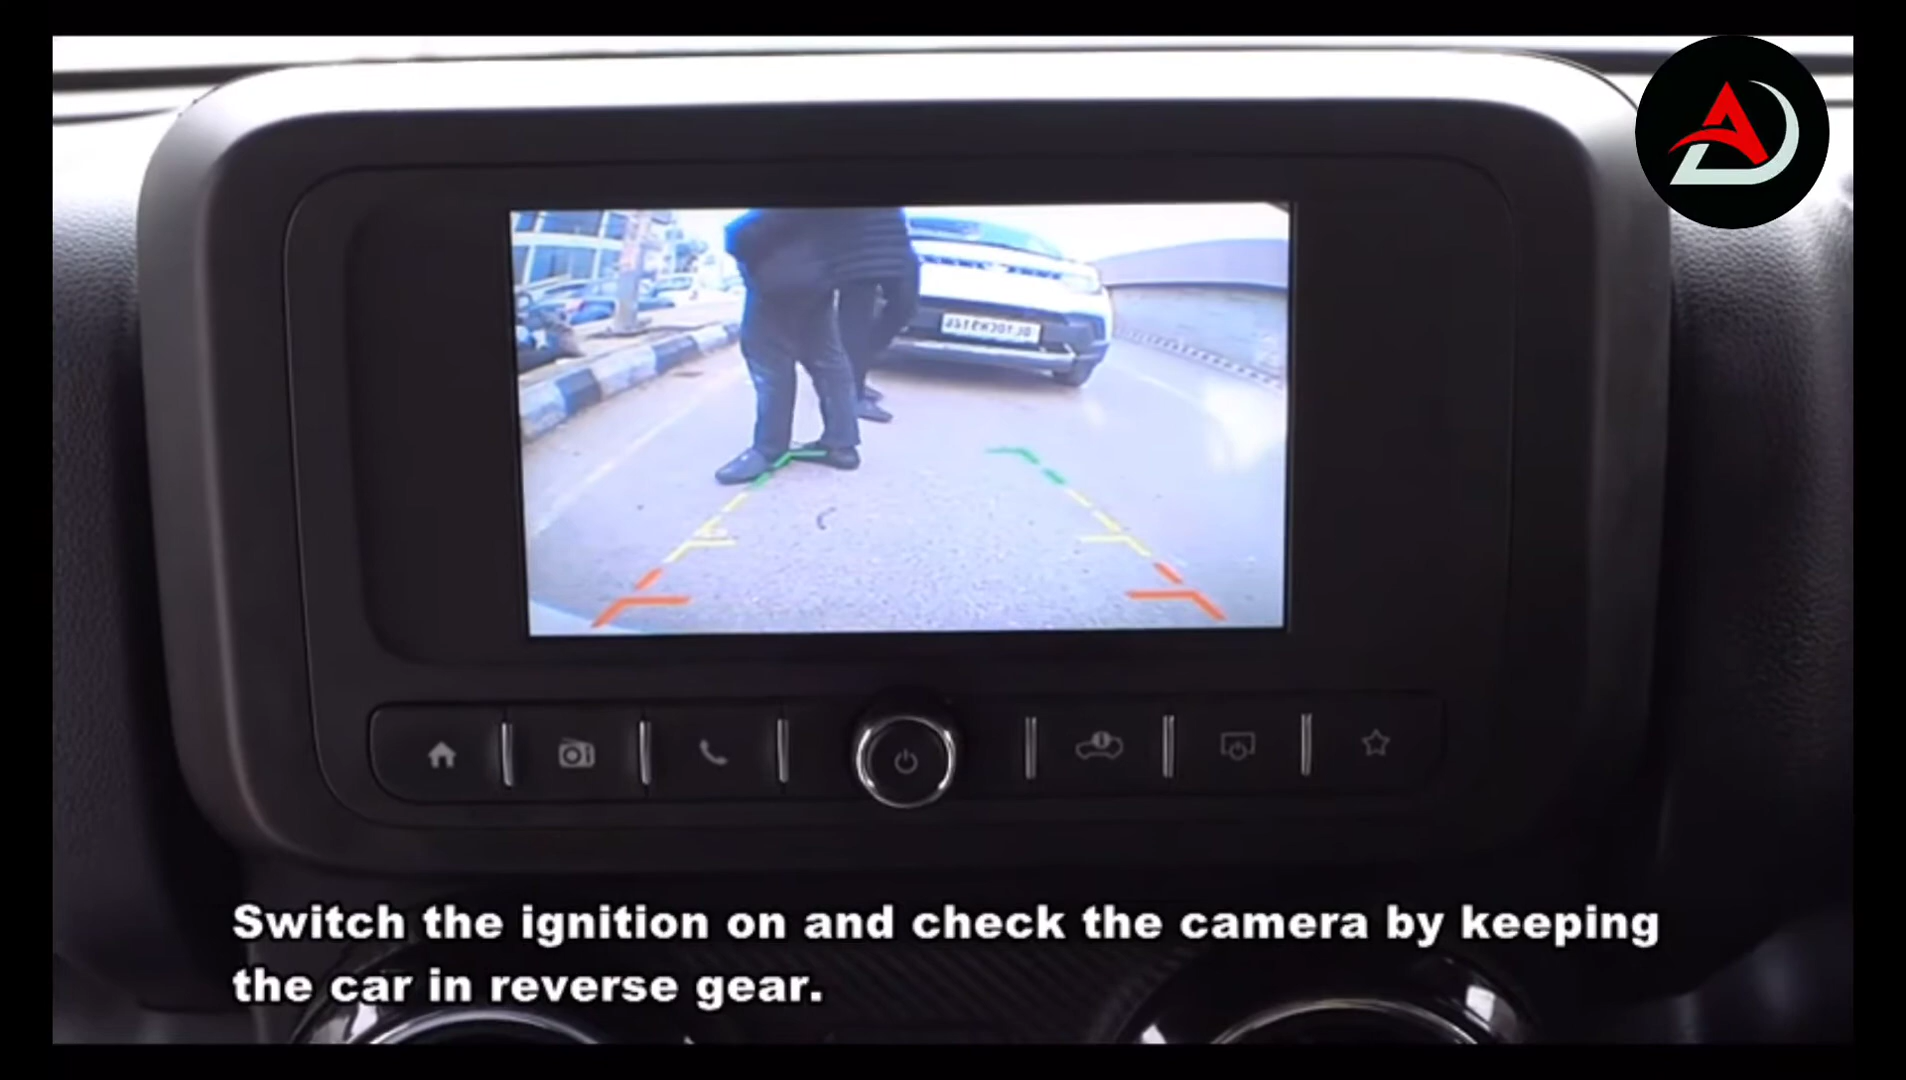 Switch the ignition on and check the camera by keeping
the car in reverse gear.